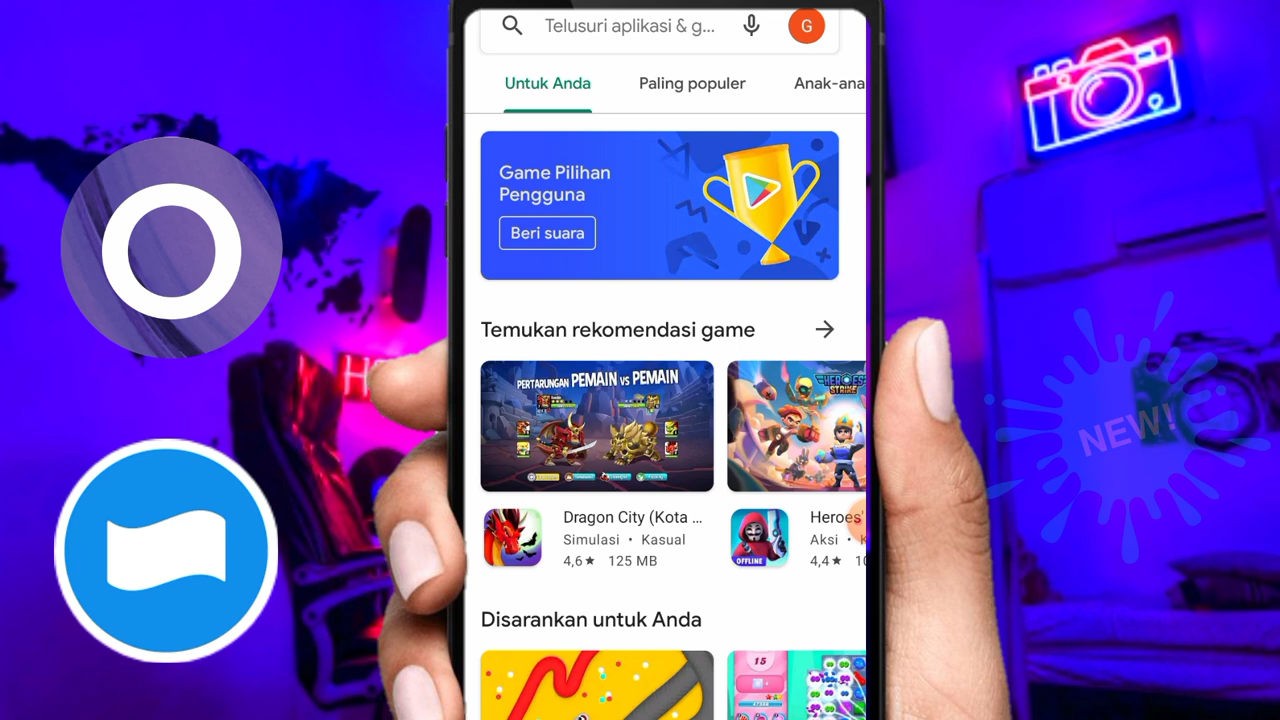 Telusuri aplikasi & g...
G
Untuk Anda
Paling populer
Anak-ana
Game Pilihan
Pengguna
Beri suara
Temukan rekomendasi game
PERTARUNGAN PEMAIN vs PEMAIN
HEROES
STRIKE
Dragon City (Kota ...
Simulasi • Kasual
4,6★ 125 MB
OFFLINE
Heroes'
Aksi • K
4,4★ 10
Disarankan untuk Anda
15
NEW!